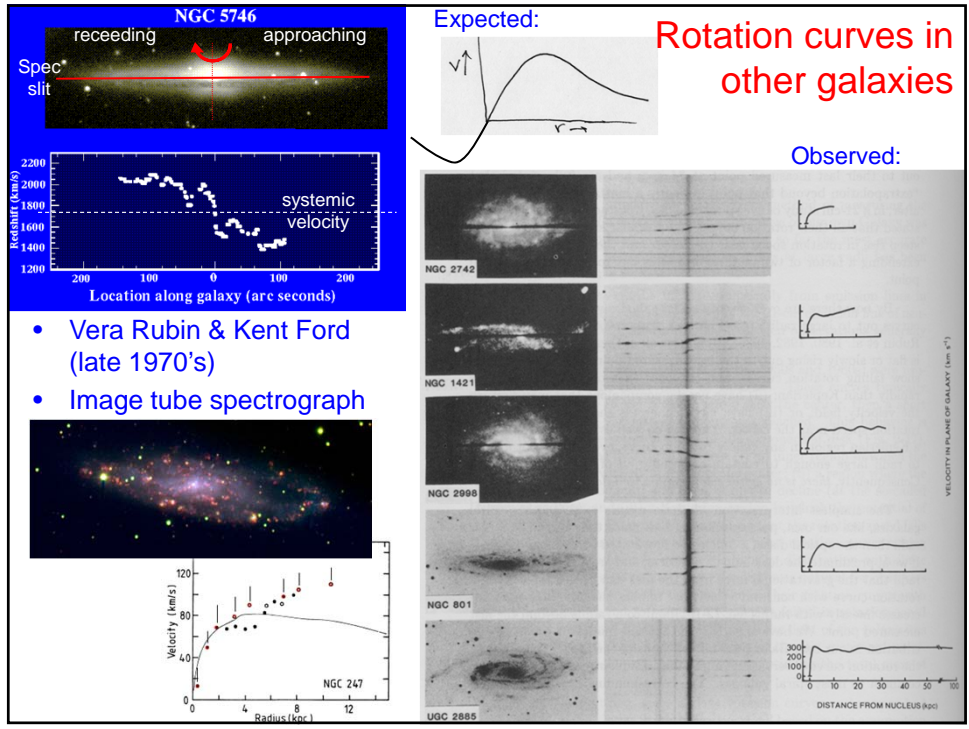 Rotation curves in
other galaxies
NGC 5746
receeding
approaching
Spec
slit
Redshift (km/s)
2200
2000
1800
1600
1400
1200
systemic
velocity
200
100
0
100
200
Location along galaxy (arc seconds)
Expected:
v↑
r→
• Vera Rubin & Kent Ford
(late 1970's)
• Image tube spectrograph
Velocity (km/s)
120
80
40
0
NGC 247
0
4
8
12
Radius (kpc)
Observed:
NGC 2742
NGC 1421
NGC 2998
NGC 801
UGC 2885
VELOCITY IN PLANE OF GALAXY (km s⁻¹)
300
200
100
0
0
10
20
30
40
50
100
DISTANCE FROM NUCLEUS (kpc)